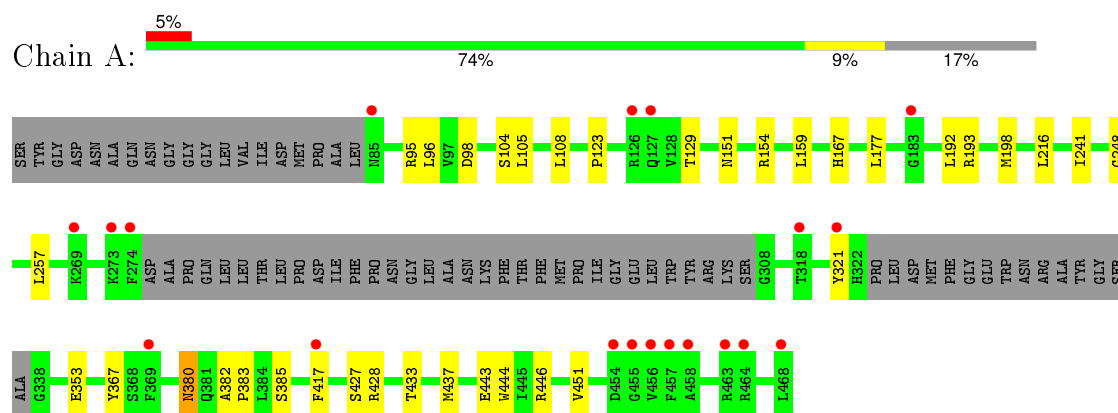 5%
Chain A:
74% 9% 17%
SER TYR GLY ASP ASN ALA GLN ASN GLY GLY GLY LEU VAL ILE ASP MET PRO ALA LEU N85 R95 L96 V97 D98 S104 L105 L108 P123 R126 Q127 V128 T129 N151 R154 L159 H167 L177 G183 L192 R193 M198 L216 I241 G248
L257 K269 K273 F274 ASP ALA PRO GLN LEU LEU THR LEU PRO ASP ILE PHE PRO ASN GLY LEU ALA ASN LYS PHE THR PHE MET PRO ILE GLY GLU LEU TRP TYR ARG LYS SER G308 T318 Y321 H322 PRO LEU ASP MET PHE GLY GLU TRP ASN ARG ALA TYR GLY SER
ALA G338 E353 Y367 S368 F369 N380 Q381 A382 P383 L384 S385 F417 S427 R428 T433 M437 E443 W444 I445 R446 V451 D454 G455 V456 F457 A458 R463 R464 L468